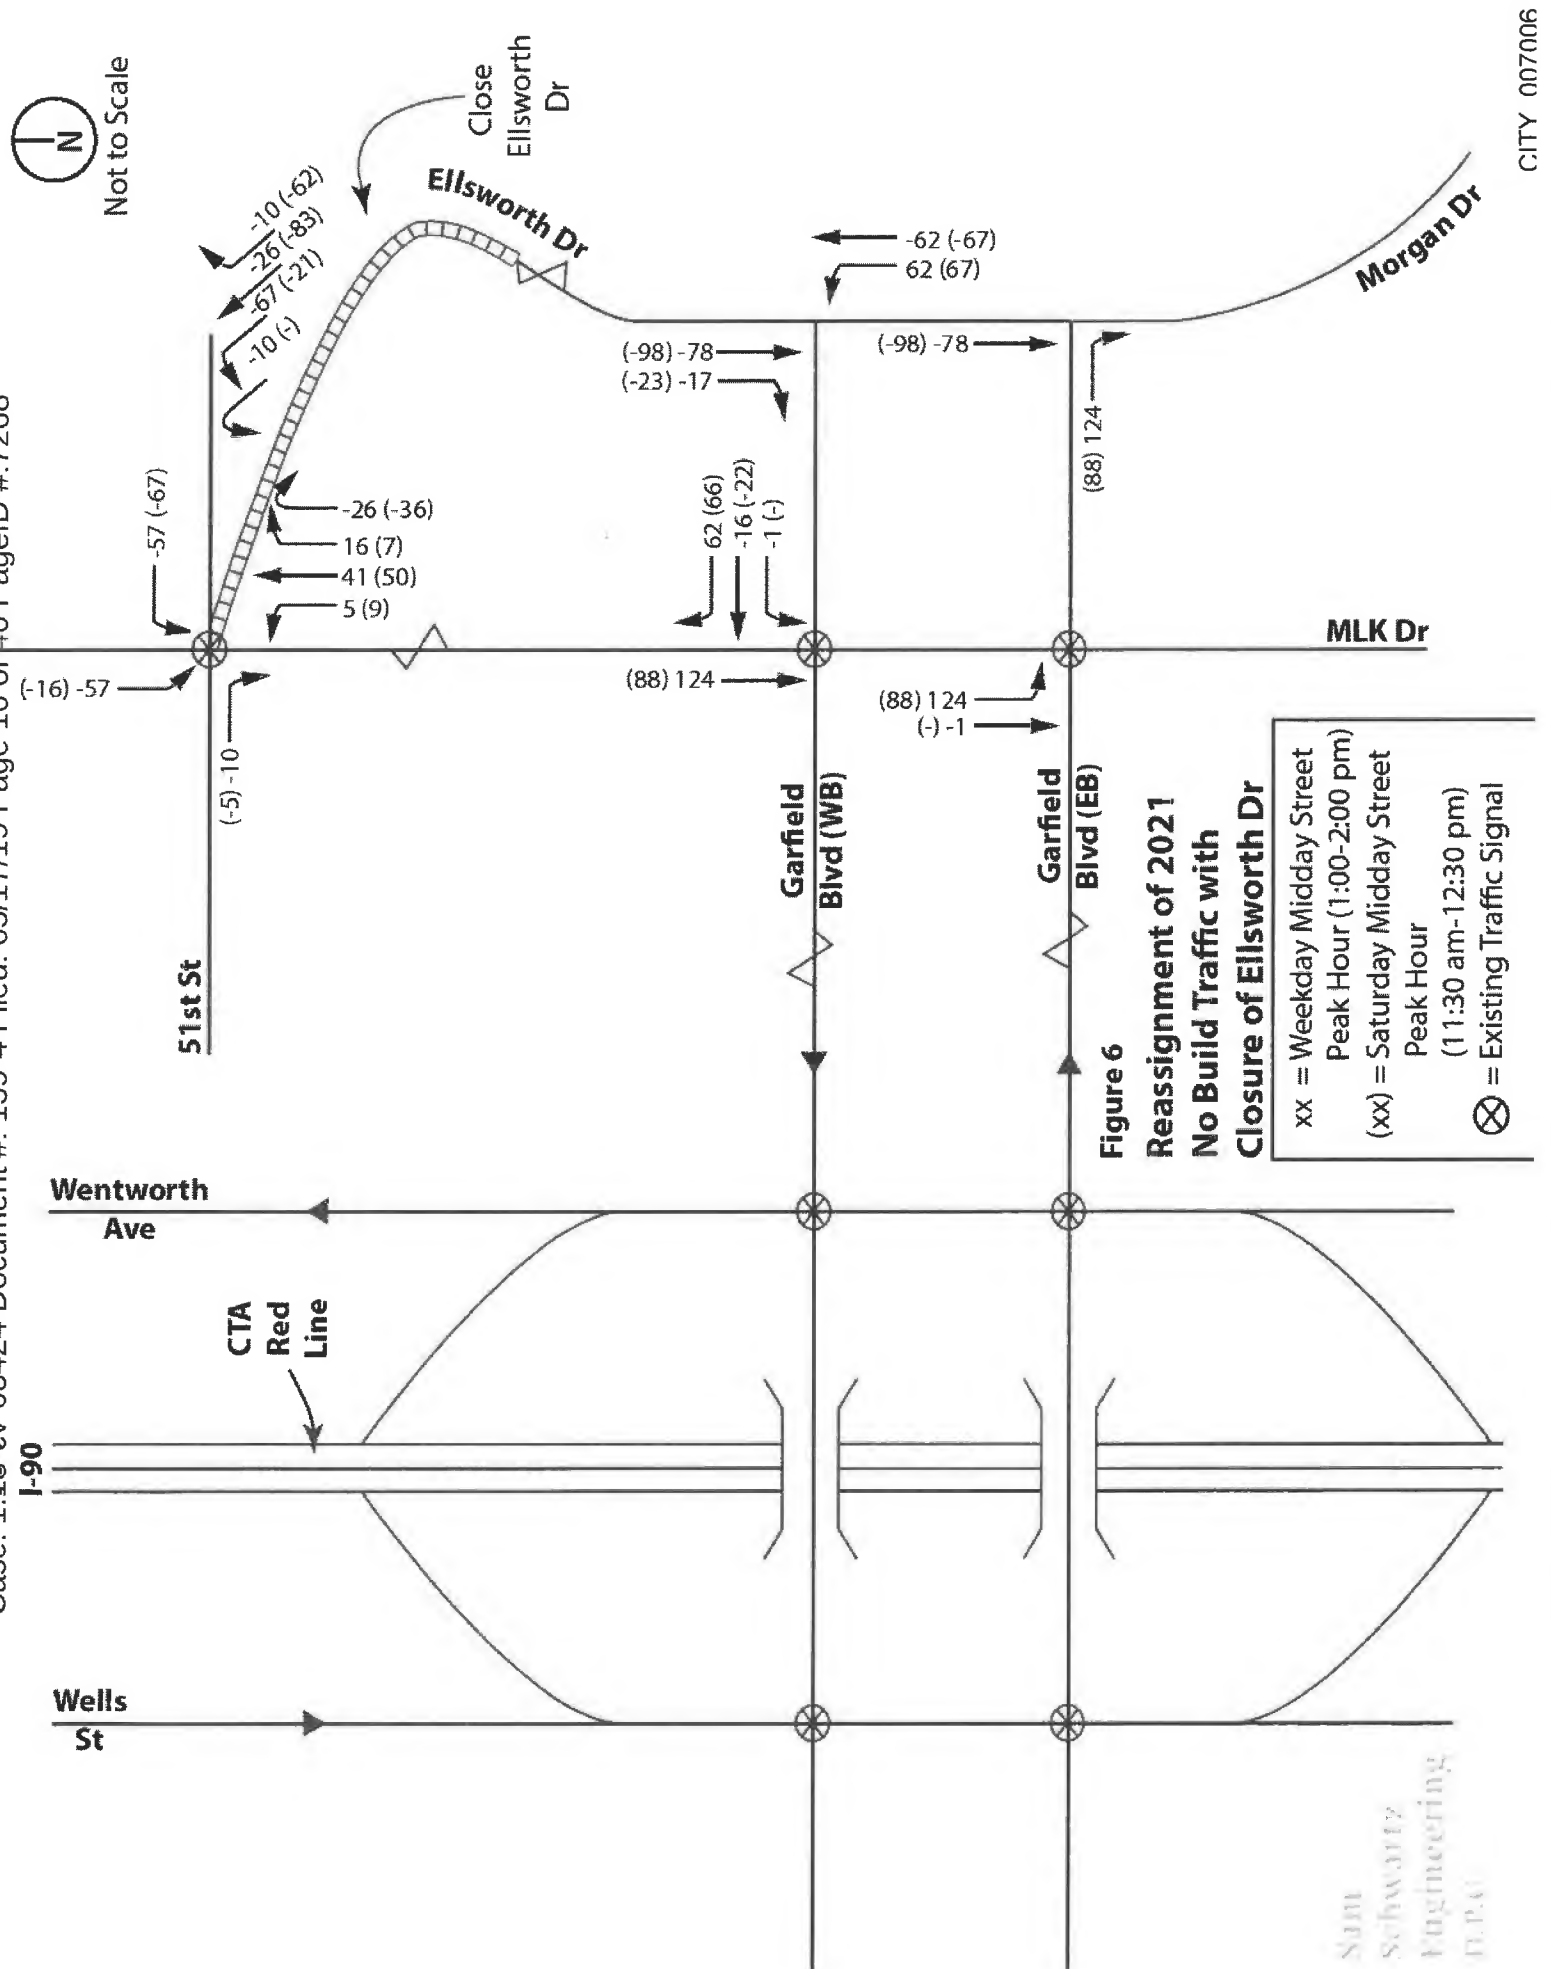 Not to Scale
Close
Ellsworth
Dr
Ellsworth Dr
-10 (-62)
-26 (-83)
-67 (-21)
-10 (-)
-57 (-67)
(-16) -57
(-5) -10
-26 (-36)
16 (7)
41 (50)
5 (9)
51st St
-62 (-67)
62 (67)
(-98) -78
(-23) -17
(-98) -78
(88) 124
62 (66)
-16 (-22)
-1 (-)
(88) 124
(88) 124
(-) -1
MLK Dr
Morgan Dr
Garfield
Blvd (WB)
Garfield
Blvd (EB)
Wentworth
Ave
CTA
Red
Line
I-90
Wells
St
N
Figure 6
Reassignment of 2021
No Build Traffic with
Closure of Ellsworth Dr
xx = Weekday Midday Street
Peak Hour (1:00-2:00 pm)
(xx) = Saturday Midday Street
Peak Hour
(11:30 am-12:30 pm)
= Existing Traffic Signal
Sam
Schwartz
Engineering
D.P.C.
CITY 007006